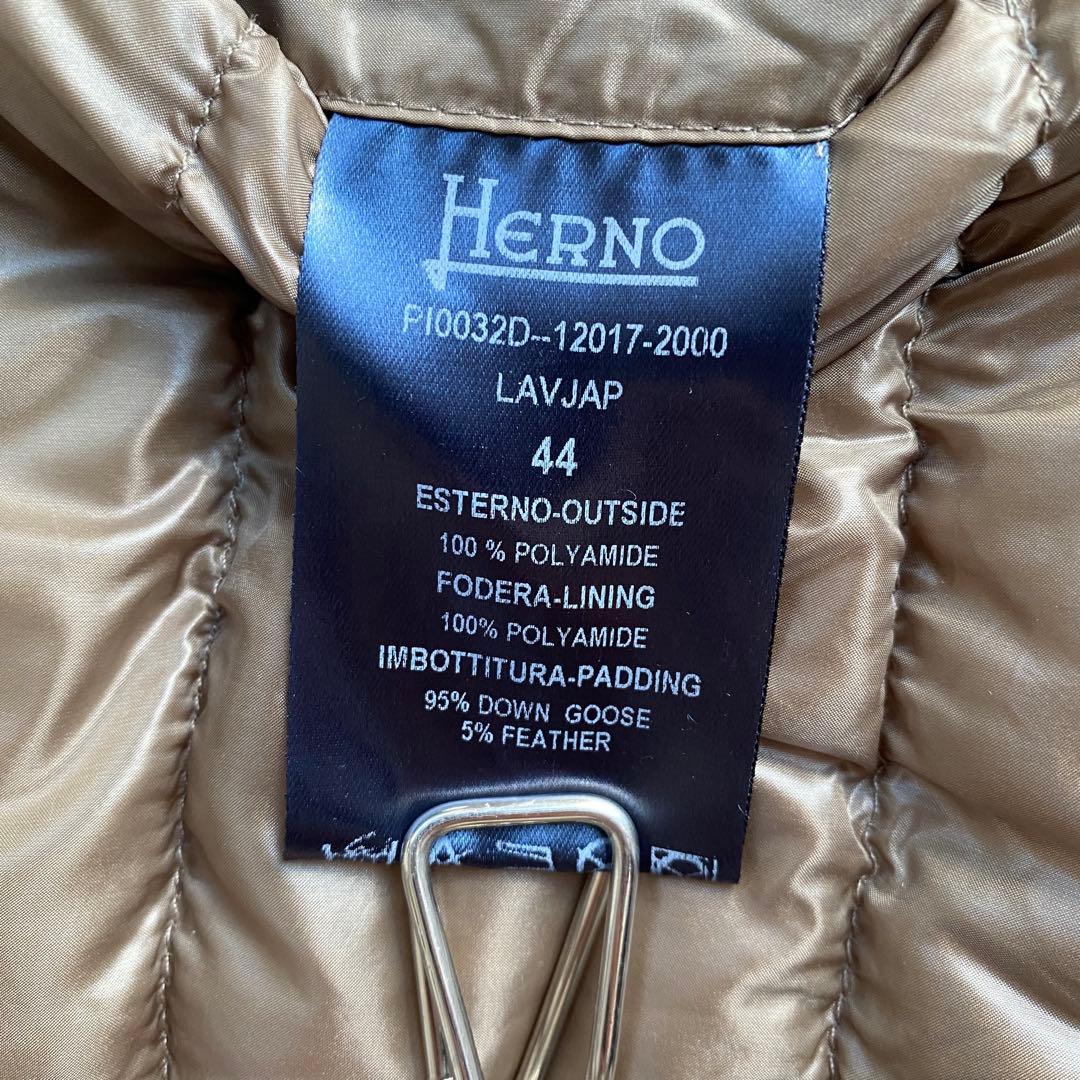 HERNO
PI0032D--12017-2000
LAVJAP
44
ESTERNO-OUTSIDE
100 % POLYAMIDE
FODERA-LINING
100% POLYAMIDE
IMBOTTITURA-PADDING
95% DOWN GOOSE
5% FEATHER